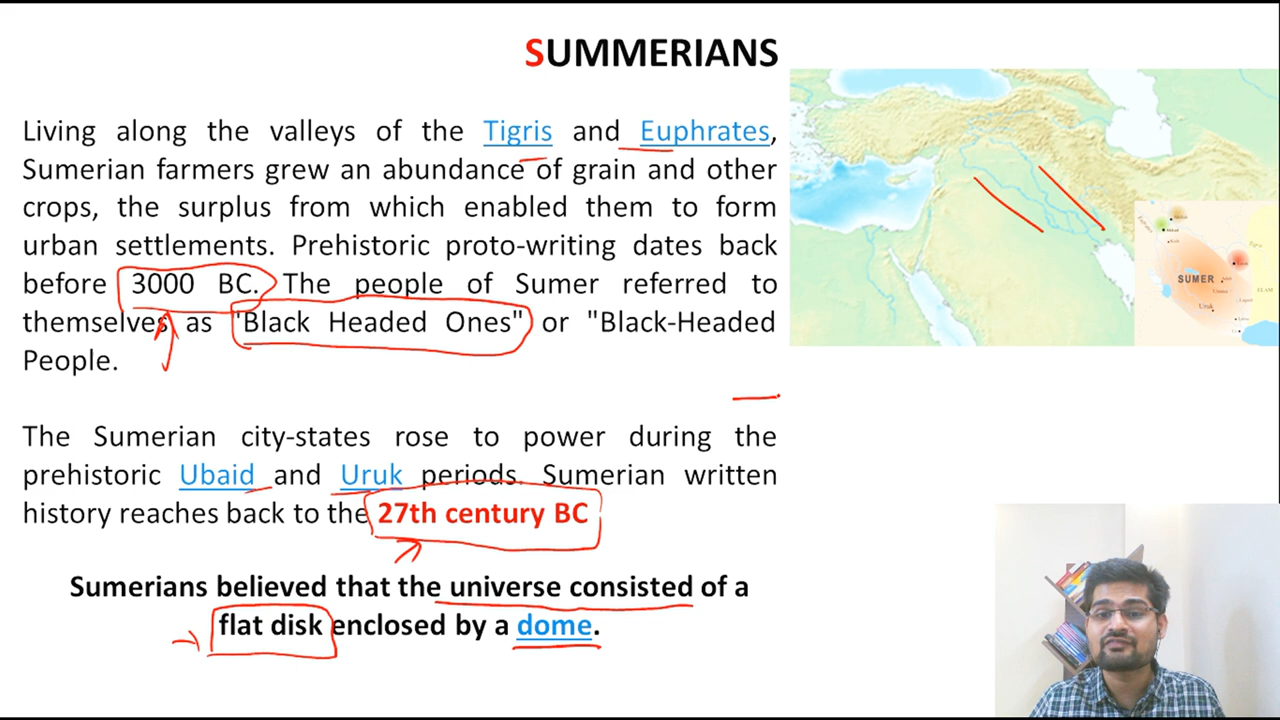 SUMMERIANS
Living along the valleys of the Tigris and Euphrates,
Sumerian farmers grew an abundance of grain and other
crops, the surplus from which enabled them to form
urban settlements. Prehistoric proto-writing dates back
before 3000 BC. The people of Sumer referred to
themselves as "Black Headed Ones" or "Black-Headed
People.
The Sumerian city-states rose to power during the
prehistoric Ubaid and Uruk periods. Sumerian written
history reaches back to the 27th century BC
Sumerians believed that the universe consisted of a
flat disk enclosed by a dome.
SUMER
Uruk
ELAM